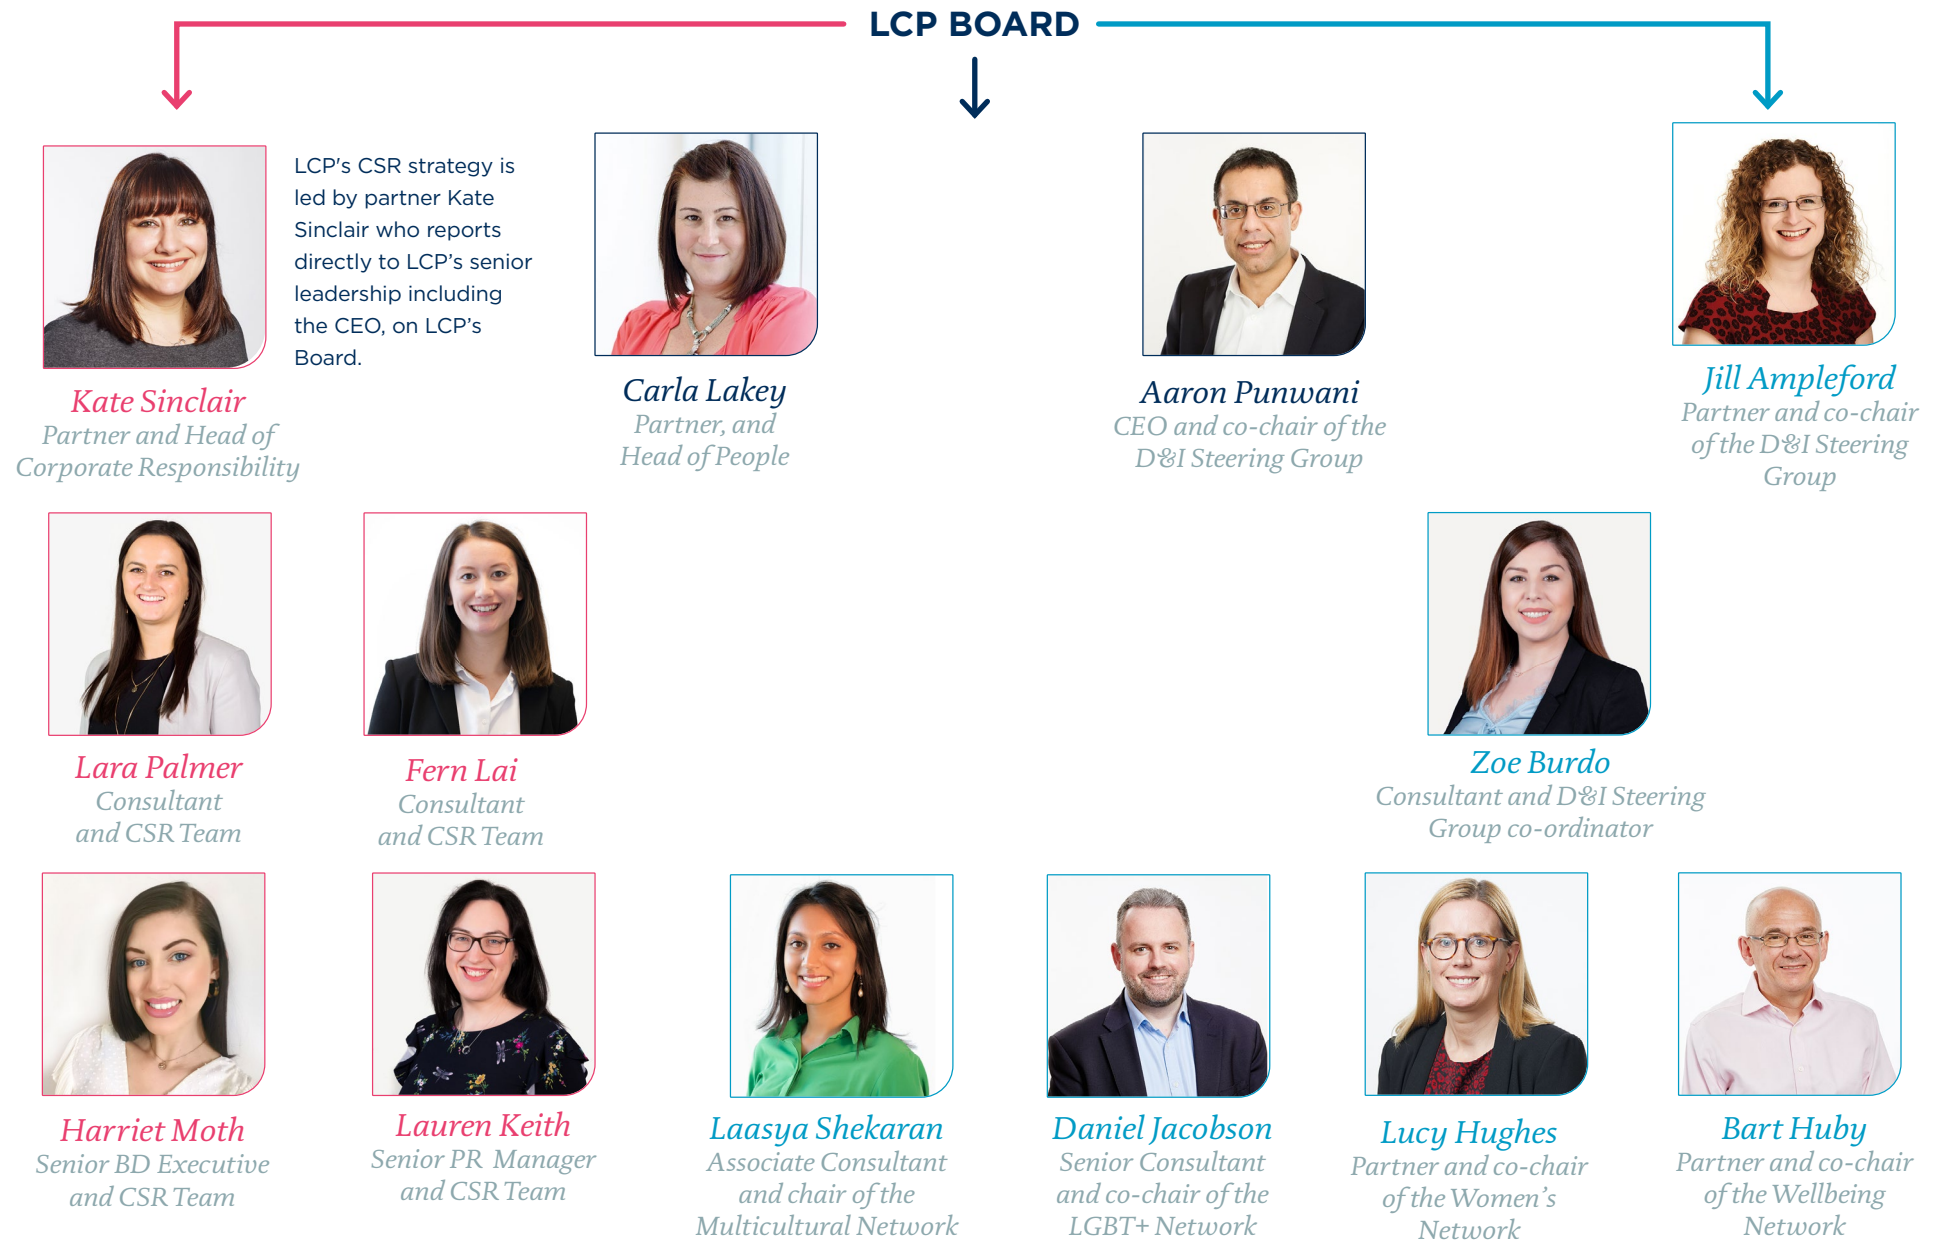 LCP BOARD
LCP's CSR strategy is
led by partner Kate
Sinclair who reports
directly to LCP’s senior
leadership including
the CEO, on LCP’s
Board.
Kate Sinclair
Partner and Head of
Corporate Responsibility
Carla Lakey
Partner, and
Head of People
Aaron Punwani
CEO and co-chair of the
D&I Steering Group
Jill Ampleford
Partner and co-chair
of the D&I Steering
Group
Lara Palmer
Consultant
and CSR Team
Fern Lai
Consultant
and CSR Team
Zoe Burdo
Consultant and D&I Steering
Group co-ordinator
Harriet Moth
Senior BD Executive
and CSR Team
Lauren Keith
Senior PR Manager
and CSR Team
Laasya Shekaran
Associate Consultant
and chair of the
Multicultural Network
Daniel Jacobson
Senior Consultant
and co-chair of the
LGBT+ Network
Lucy Hughes
Partner and co-chair
of the Women’s
Network
Bart Huby
Partner and co-chair
of the Wellbeing
Network